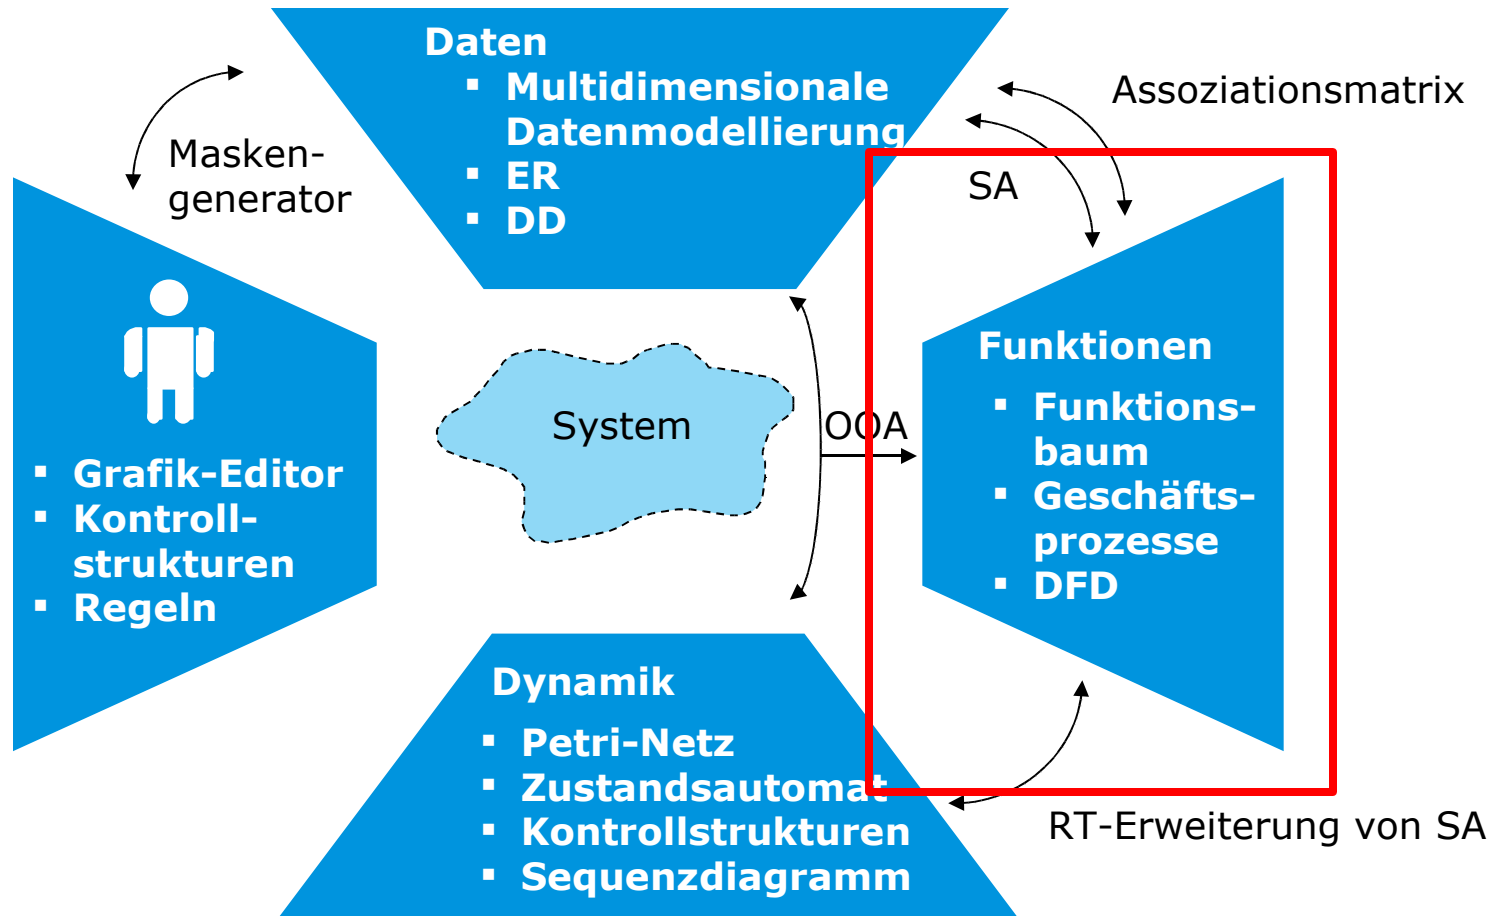 Daten
▪ Multidimensionale
Datenmodellierung
▪ ER
▪ DD
Assoziationsmatrix
SA
Masken-
generator
▪ Grafik-Editor
▪ Kontroll-
strukturen
▪ Regeln
System
OOA
Funktionen
▪ Funktions-
baum
▪ Geschäfts-
prozesse
▪ DFD
Dynamik
▪ Petri-Netz
▪ Zustandsautomat
▪ Kontrollstrukturen
▪ Sequenzdiagramm
RT-Erweiterung von SA